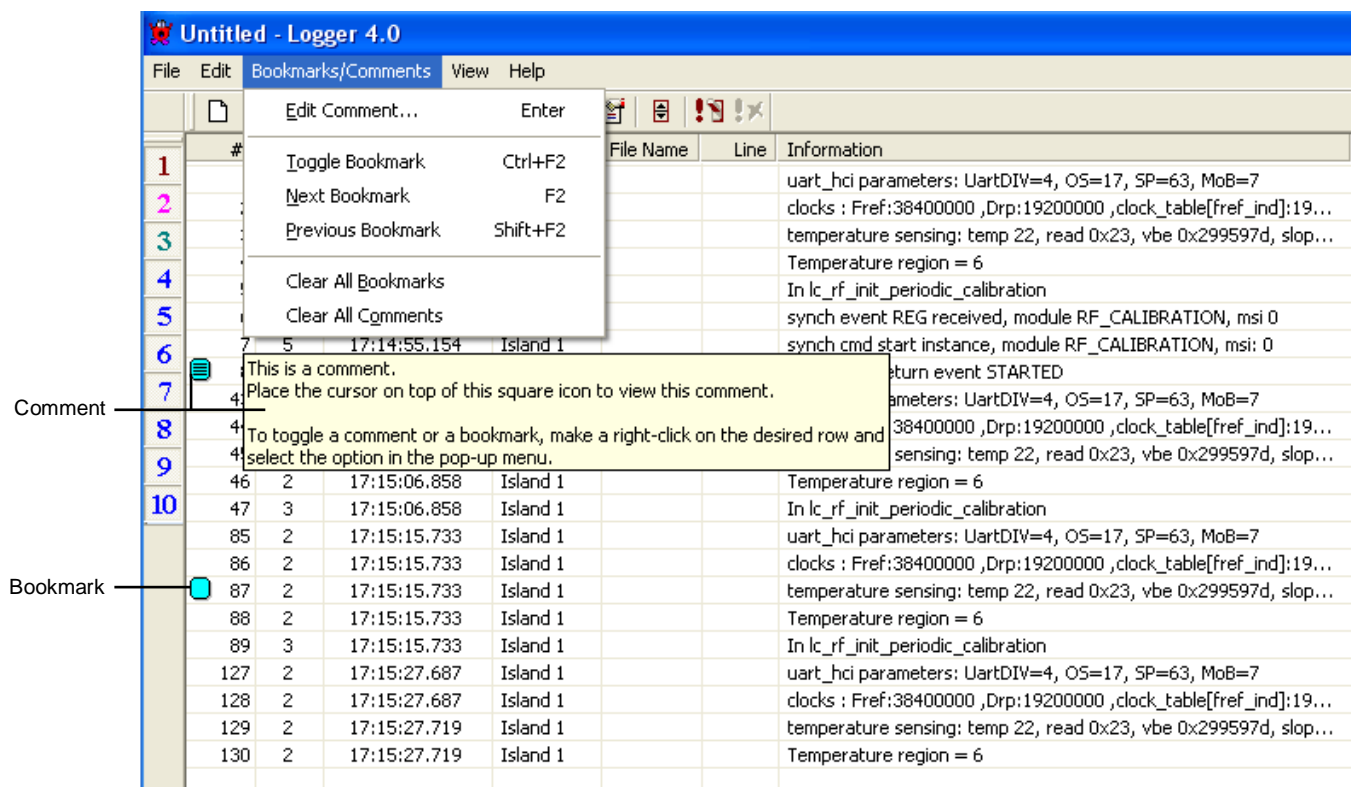 Untitled - Logger 4.0
File Edit Bookmarks/Comments View Help
Edit Comment... Enter
Toggle Bookmark Ctrl+F2
Next Bookmark F2
Previous Bookmark Shift+F2
Clear All Bookmarks
Clear All Comments
# File Name Line Information
1
2
3
4
5
6
7
8
9
10
uart_hci parameters: UartDIV=4, OS=17, SP=63, MoB=7
clocks : Fref:38400000 ,Drp:19200000 ,clock_table[fref_ind]:19...
temperature sensing: temp 22, read 0x23, vbe 0x299597d, slop...
Temperature region = 6
In lc_rf_init_periodic_calibration
synch event REG received, module RF_CALIBRATION, msi 0
7 5 17:14:55.154 Island 1 synch cmd start instance, module RF_CALIBRATION, msi: 0
event STARTED
This is a comment.
Place the cursor on top of this square icon to view this comment.
To toggle a comment or a bookmark, make a right-click on the desired row and
select the option in the pop-up menu.
Comment
UartDIV=4, OS=17, SP=63, MoB=7
38400000 ,Drp:19200000 ,clock_table[fref_ind]:19...
sensing: temp 22, read 0x23, vbe 0x299597d, slop...
46 2 17:15:06.858 Island 1 Temperature region = 6
47 3 17:15:06.858 Island 1 In lc_rf_init_periodic_calibration
85 2 17:15:15.733 Island 1 uart_hci parameters: UartDIV=4, OS=17, SP=63, MoB=7
86 2 17:15:15.733 Island 1 clocks : Fref:38400000 ,Drp:19200000 ,clock_table[fref_ind]:19...
Bookmark
87 2 17:15:15.733 Island 1 temperature sensing: temp 22, read 0x23, vbe 0x299597d, slop...
88 2 17:15:15.733 Island 1 Temperature region = 6
89 3 17:15:15.733 Island 1 In lc_rf_init_periodic_calibration
127 2 17:15:27.687 Island 1 uart_hci parameters: UartDIV=4, OS=17, SP=63, MoB=7
128 2 17:15:27.687 Island 1 clocks : Fref:38400000 ,Drp:19200000 ,clock_table[fref_ind]:19...
129 2 17:15:27.719 Island 1 temperature sensing: temp 22, read 0x23, vbe 0x299597d, slop...
130 2 17:15:27.719 Island 1 Temperature region = 6